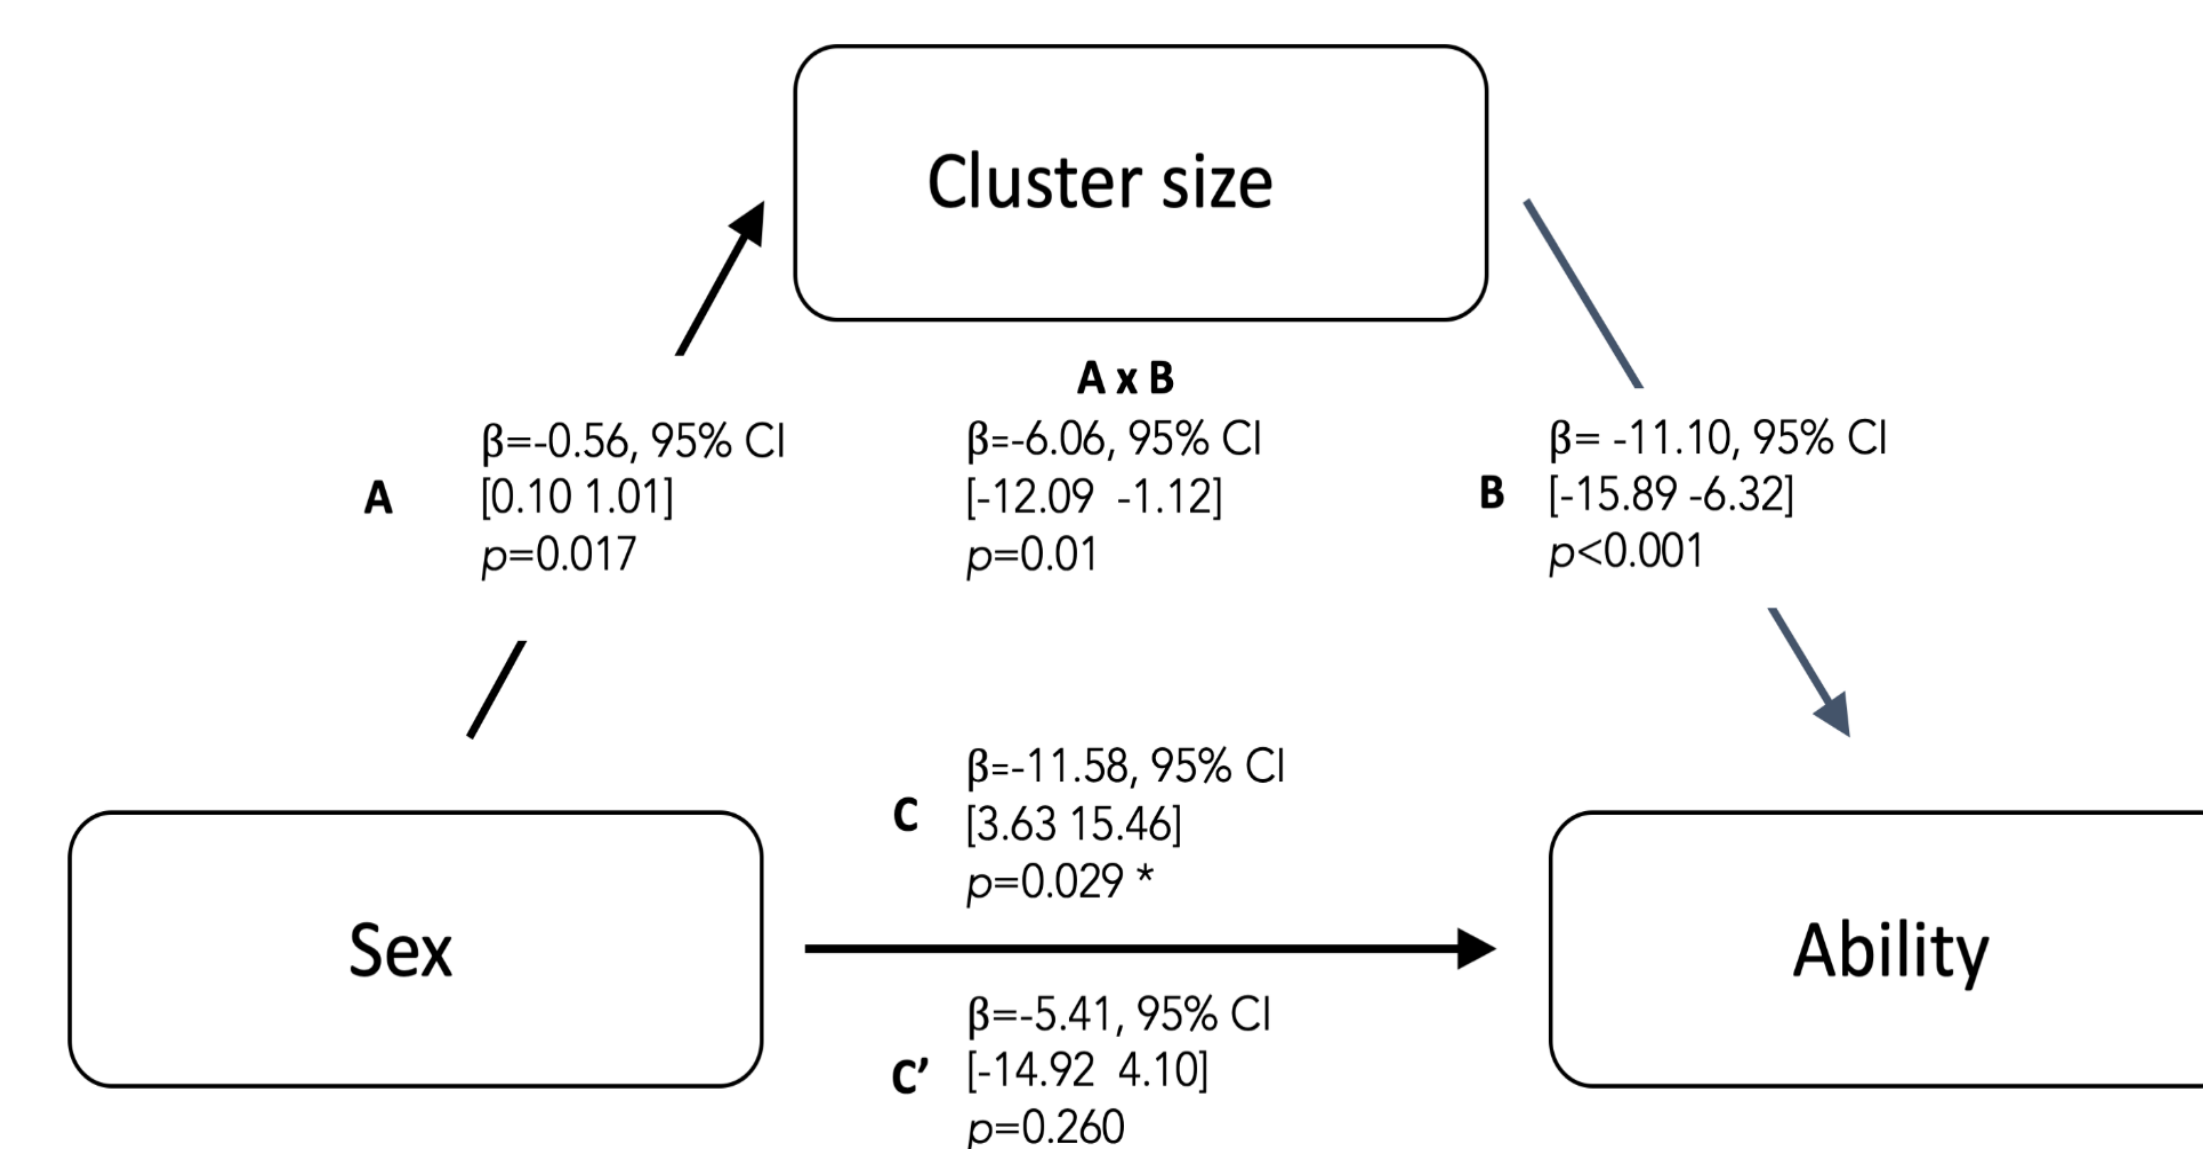 Cluster size
A x B
A
β=-0.56, 95% CI
[0.10 1.01]
p=0.017
β=-6.06, 95% CI
[-12.09 -1.12]
p=0.01
B
β= -11.10, 95% CI
[-15.89 -6.32]
p<0.001
C
β=-11.58, 95% CI
[3.63 15.46]
p=0.029 *
Sex
Ability
C’
β=-5.41, 95% CI
[-14.92 4.10]
p=0.260